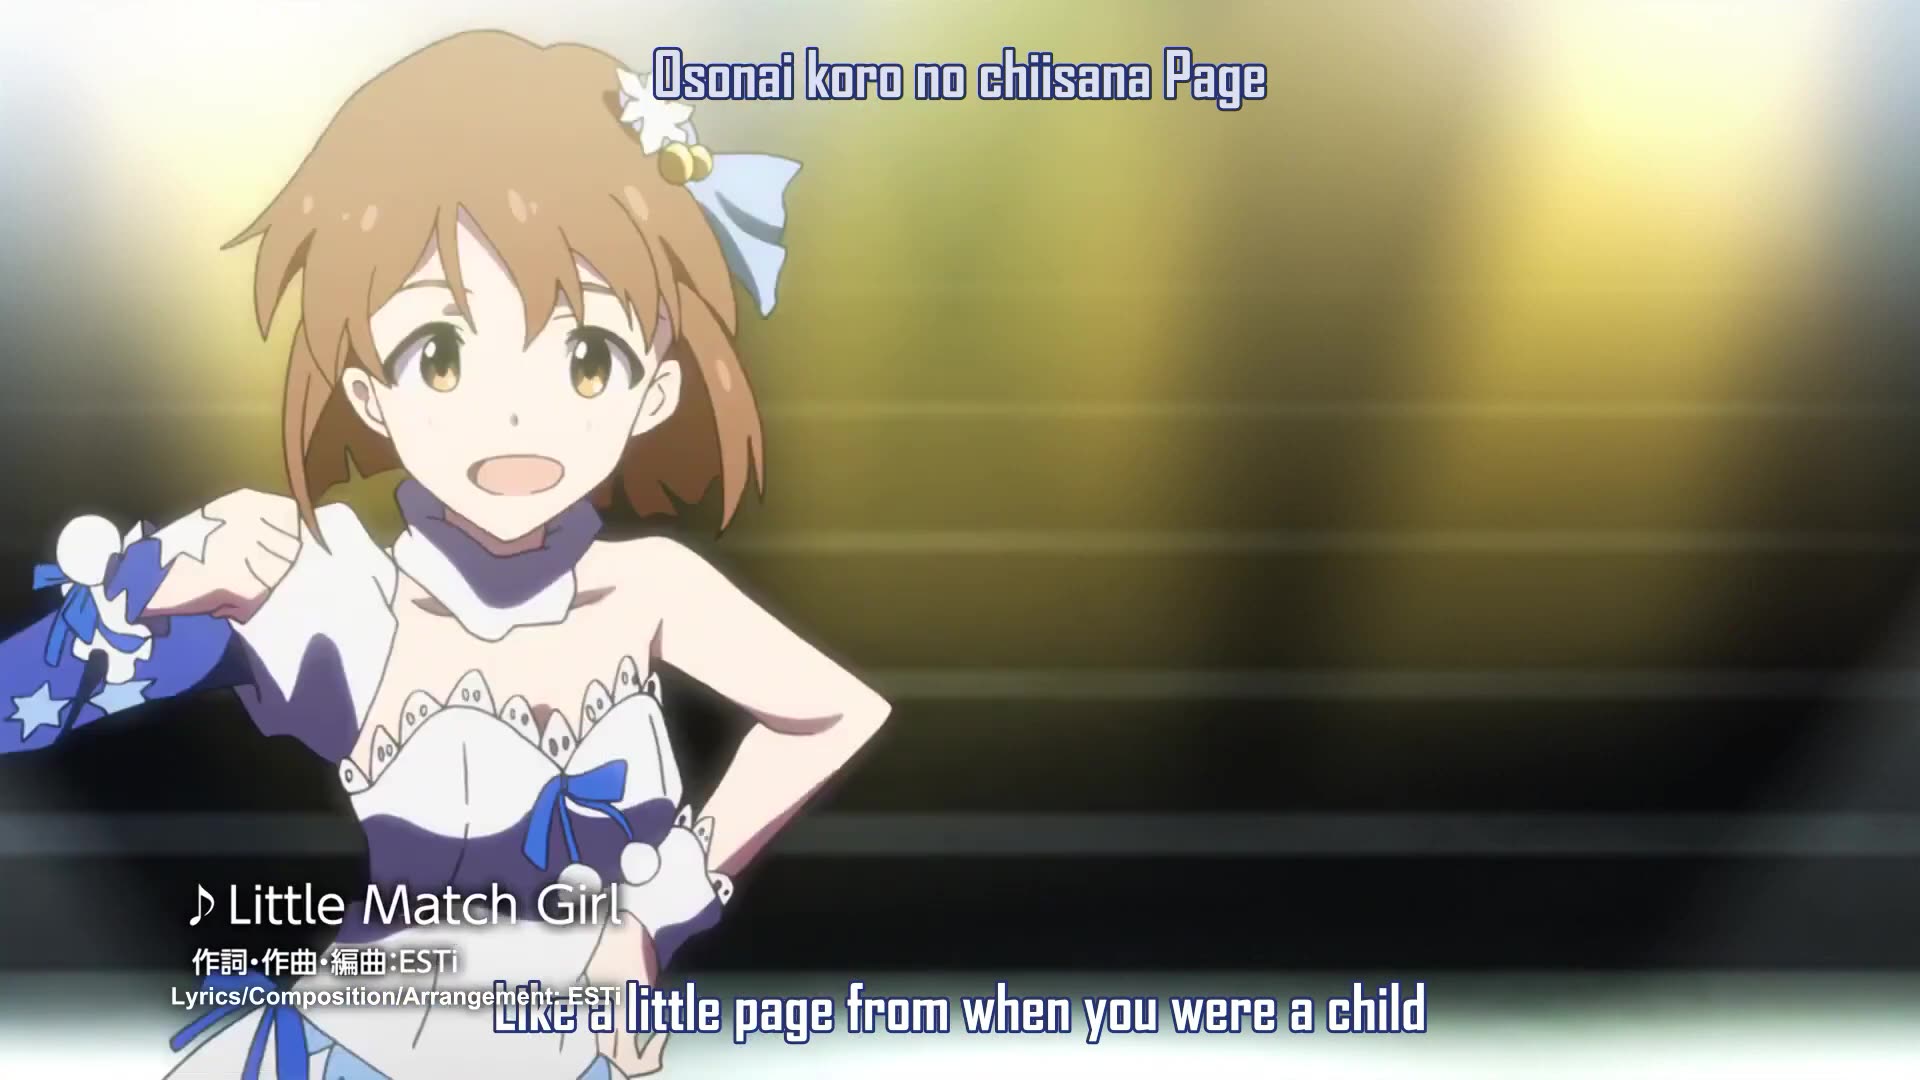 Osonai koro no chiisana Page
♪Little Match Girl
作詞・作曲・編曲:ESTi
Lyrics/Composition/Arrangement: ESTi
Like a little page from when you were a child